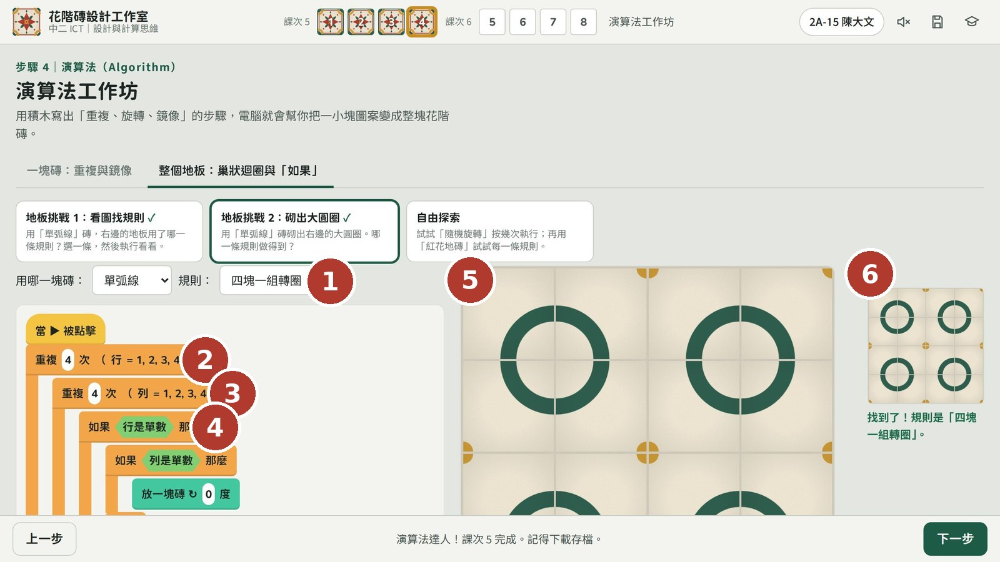 花階磚設計工作室
中二 ICT｜設計與計算思維
課次 5
1
2
3
4
課次 6
5
6
7
8
演算法工作坊
2A-15 陳大文
步驟 4｜演算法（Algorithm）
演算法工作坊
用積木寫出「重複、旋轉、鏡像」的步驟，電腦就會幫你把一小塊圖案變成整塊花階
磚。
一塊磚：重複與鏡像
整個地板：巢狀迴圈與「如果」
地板挑戰 1：看圖找規則 ✓
用「單弧線」磚，右邊的地板用了哪一
條規則？選一條，然後執行看看。
地板挑戰 2：砌出大圓圈 ✓
用「單弧線」磚砌出右邊的大圓圈。哪
一條規則做得到？
自由探索
試試「隨機旋轉」按幾次執行；再用
「紅花地磚」試試每一條規則。
用哪一塊磚：
單弧線
規則：
四塊一組轉圈
1
5
6
當 ▶ 被點擊
重複 4 次 （ 行 = 1, 2, 3, 4
2
重複 4 次 （ 列 = 1, 2, 3, 4
3
如果 行是單數 那
4
如果 列是單數 那麼
放一塊磚 ↻ 0 度
找到了！規則是「四塊
一組轉圈」。
上一步
演算法達人！課次 5 完成。記得下載存檔。
下一步